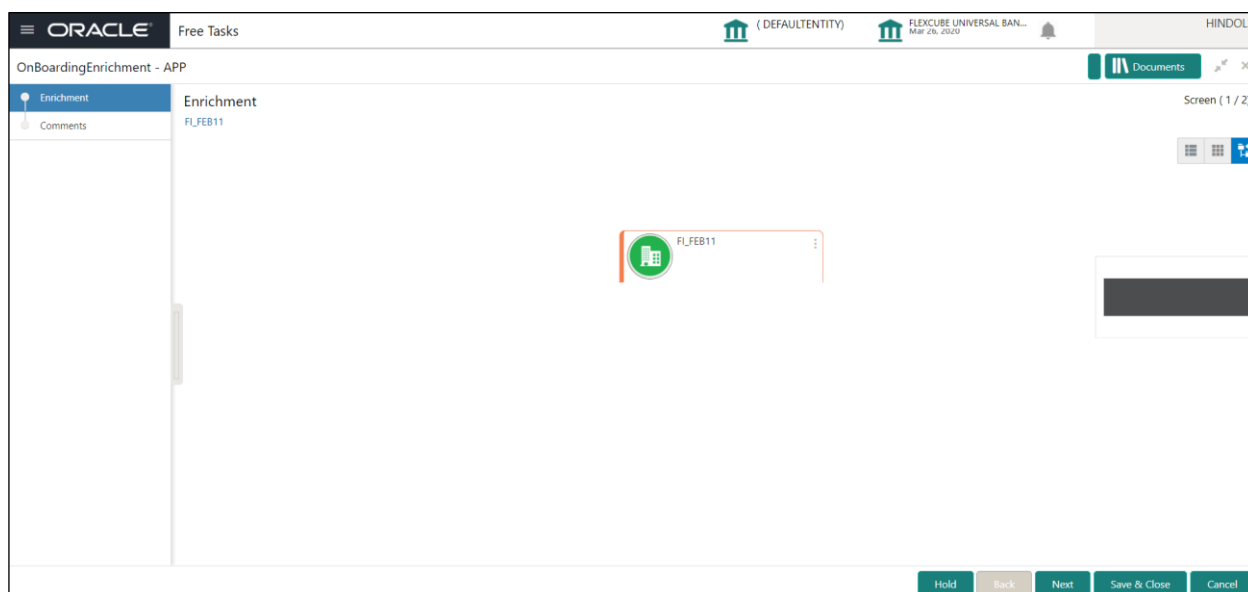 ORACLE
Free Tasks
( DEFAULTENTITY)
FLEXCUBE UNIVERSAL BAN...
Mar 26, 2020
HINDOL
OnBoardingEnrichment - APP
Documents
Enrichment
Comments
Enrichment
FI_FEB11
Screen ( 1 / 2)
FI_FEB11
Hold
Back
Next
Save & Close
Cancel